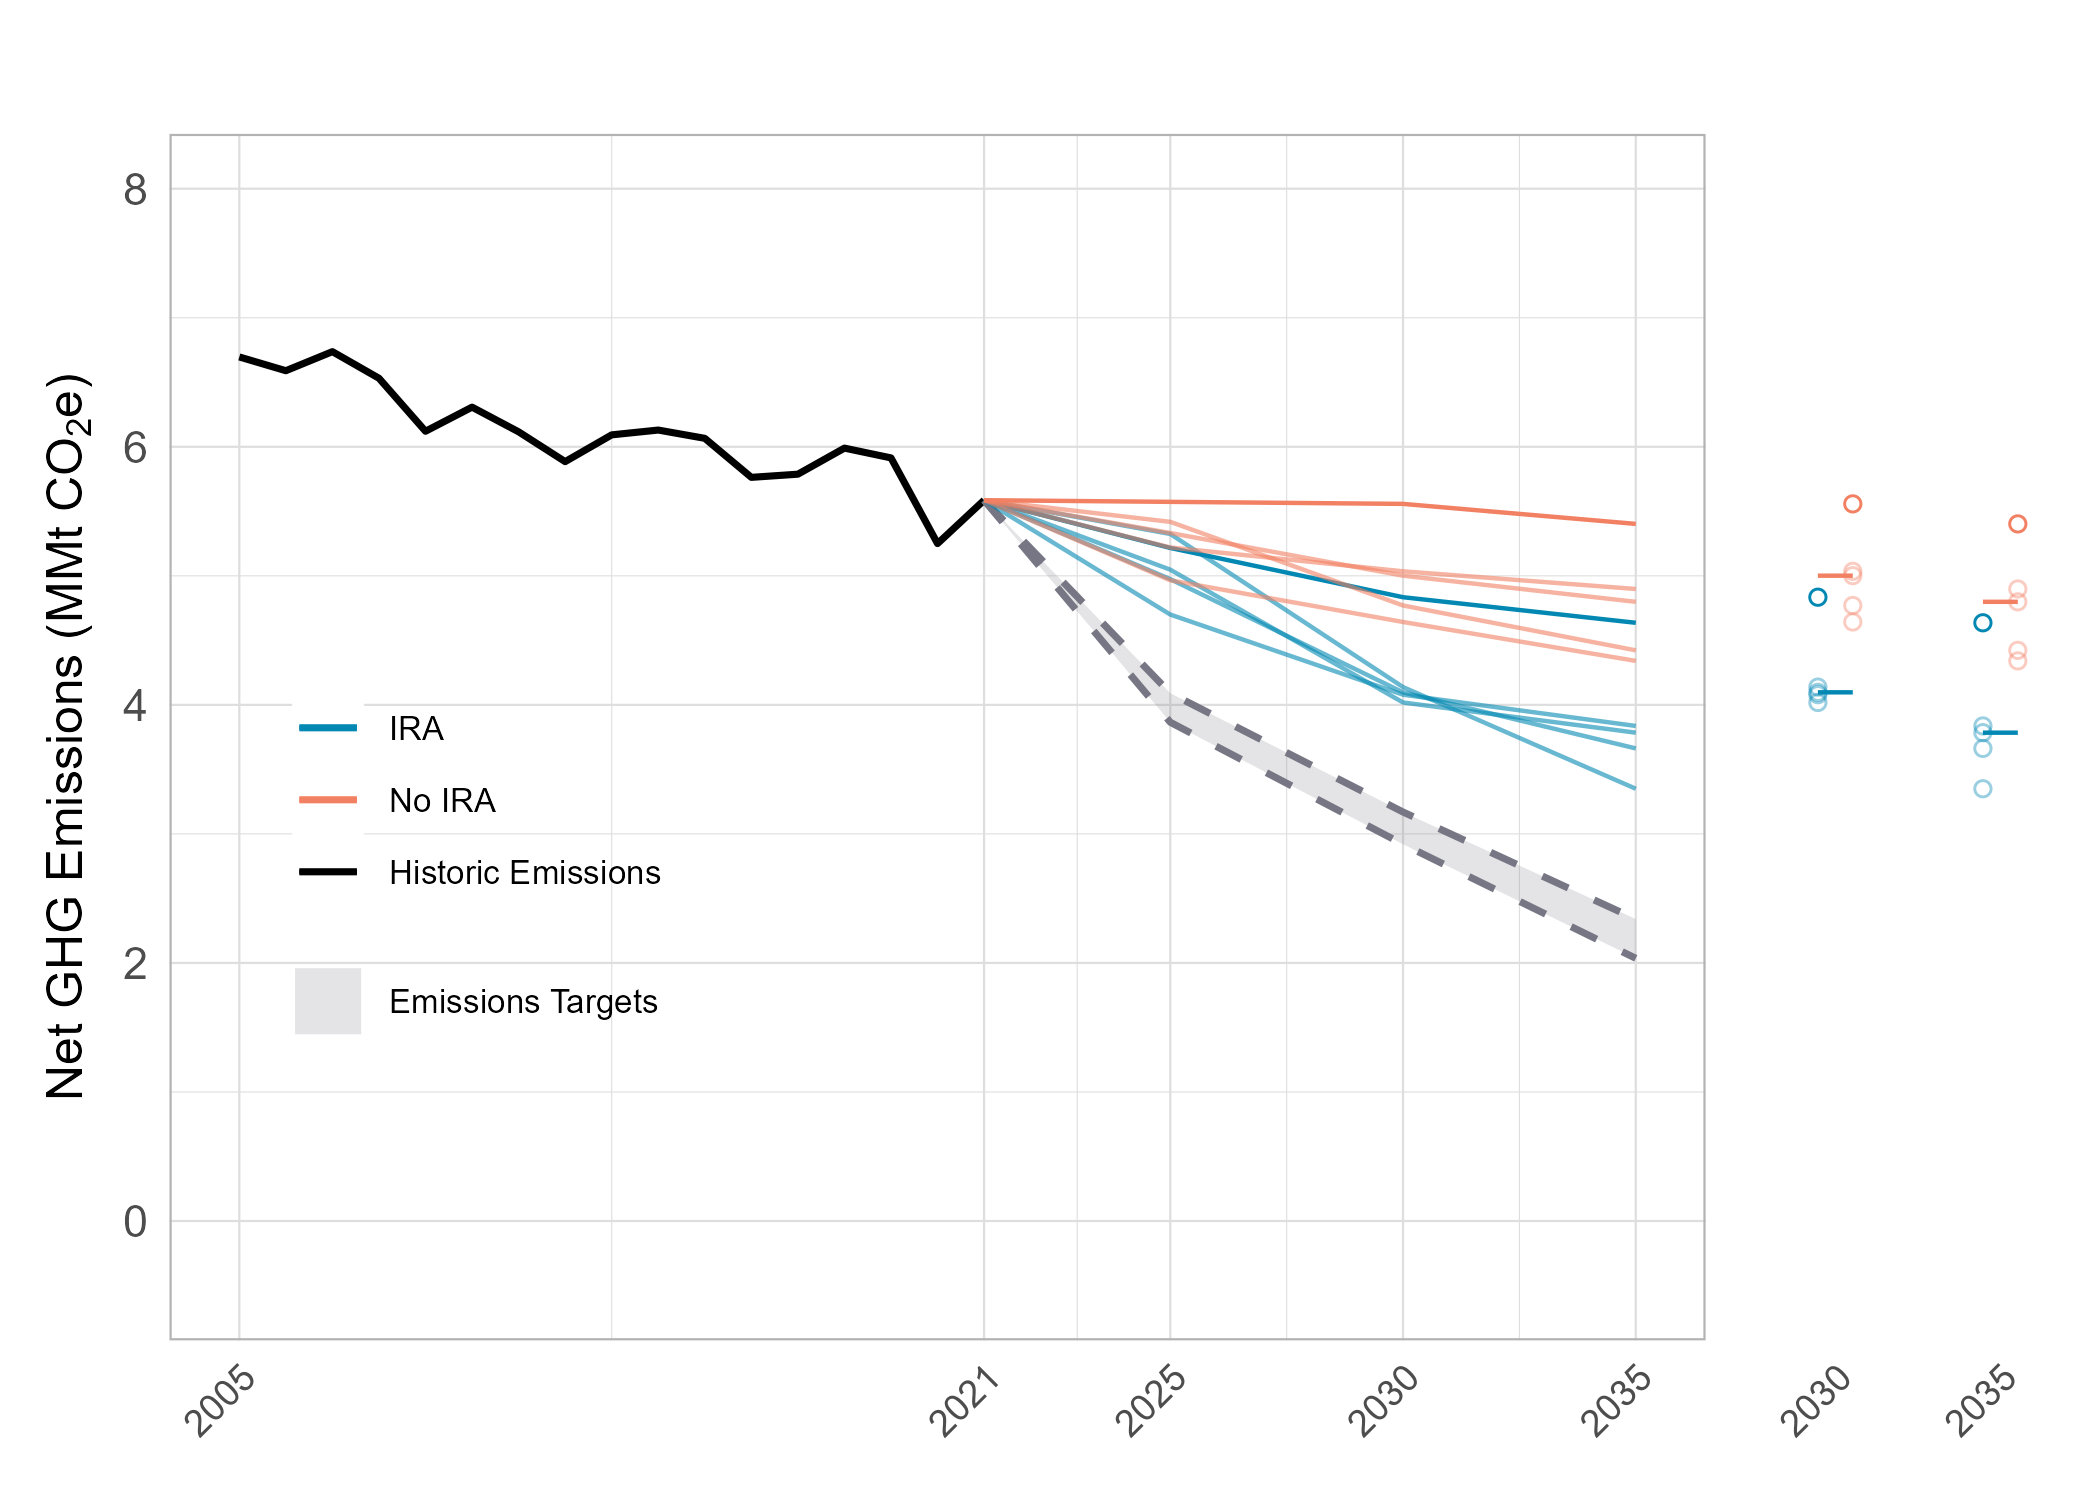 Net GHG Emissions (MMt CO₂e)
8
6
4
2
0
IRA
No IRA
Historic Emissions
Emissions Targets
2005
2021
2025
2030
2035
2030
2035